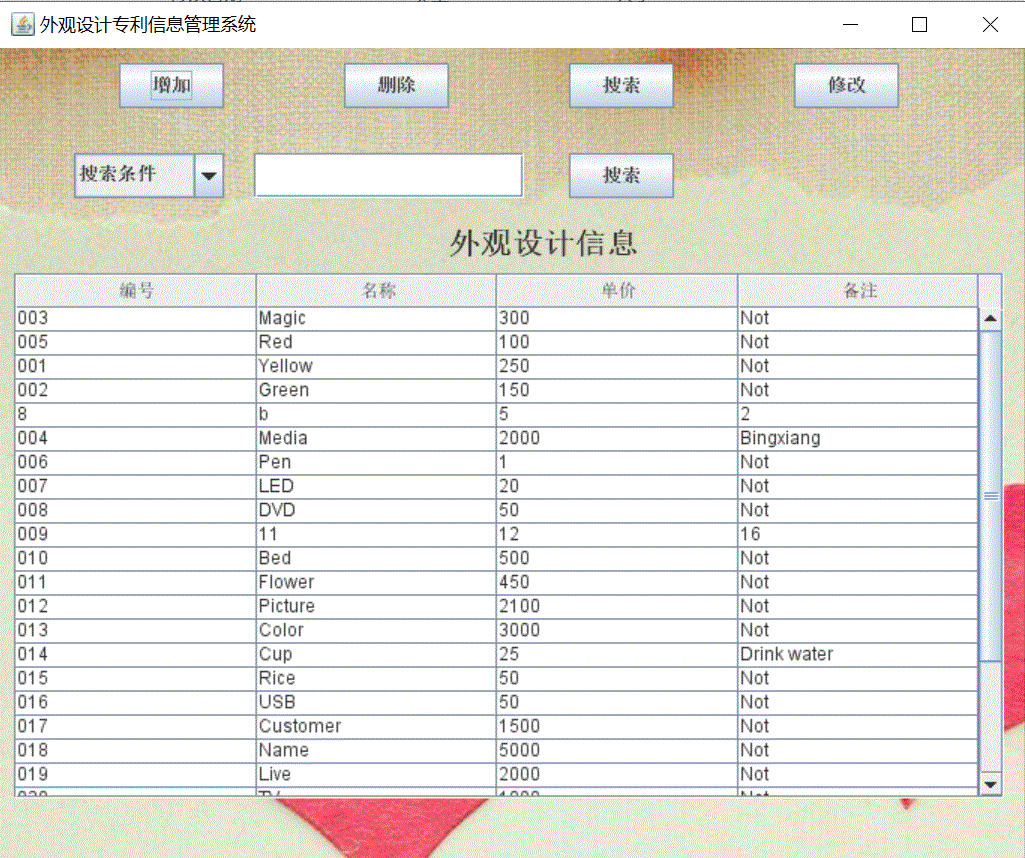 外观设计专利信息管理系统
增加 删除 搜索 修改
搜索条件 搜索
外观设计信息
编号 名称 单价 备注
003 Magic 300 Not
005 Red 100 Not
001 Yellow 250 Not
002 Green 150 Not
8 b 5 2
004 Media 2000 Bingxiang
006 Pen 1 Not
007 LED 20 Not
008 DVD 50 Not
009 11 12 16
010 Bed 500 Not
011 Flower 450 Not
012 Picture 2100 Not
013 Color 3000 Not
014 Cup 25 Drink water
015 Rice 50 Not
016 USB 50 Not
017 Customer 1500 Not
018 Name 5000 Not
019 Live 2000 Not